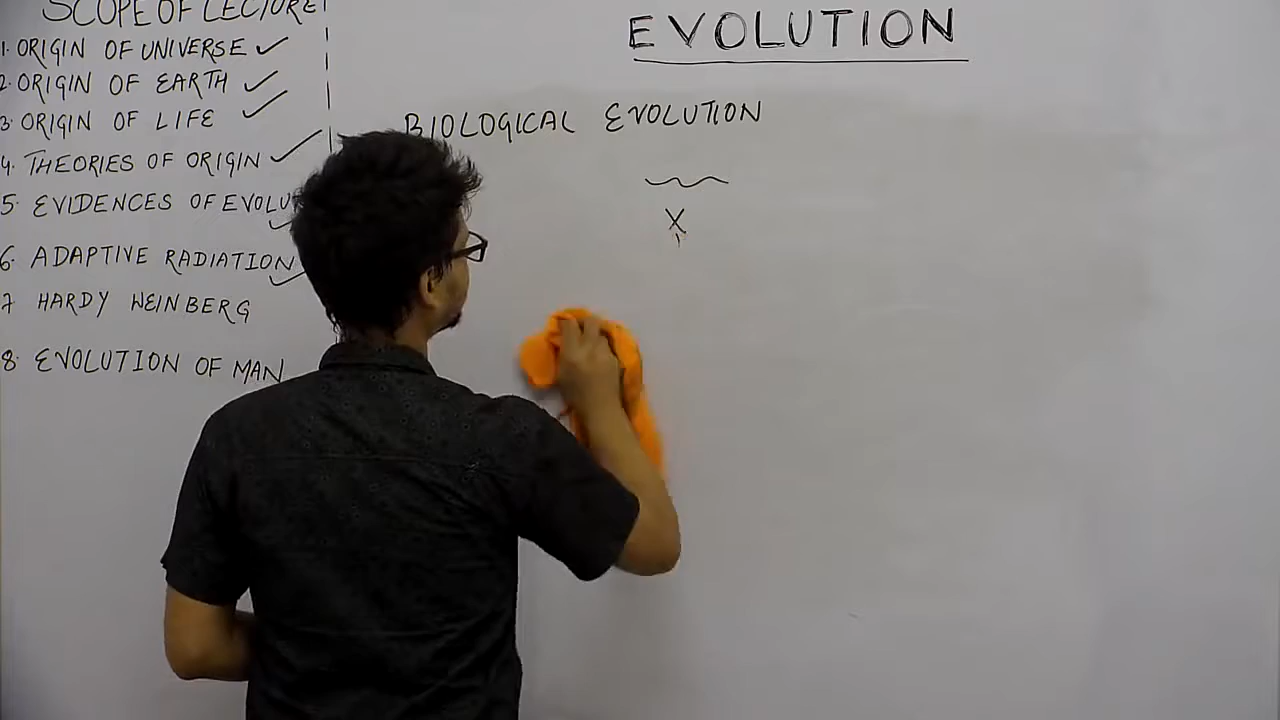 SCOPE OF LECTURE
1. ORIGIN OF UNIVERSE ✓
2. ORIGIN OF EARTH ✓
3. ORIGIN OF LIFE ✓
4. THEORIES OF ORIGIN ✓
5. EVIDENCES OF EVOLU ✓
6. ADAPTIVE RADIATION ✓
7 HARDY WEINBERG
8. EVOLUTION OF MAN
EVOLUTION
BIOLOGICAL EVOLUTION
X